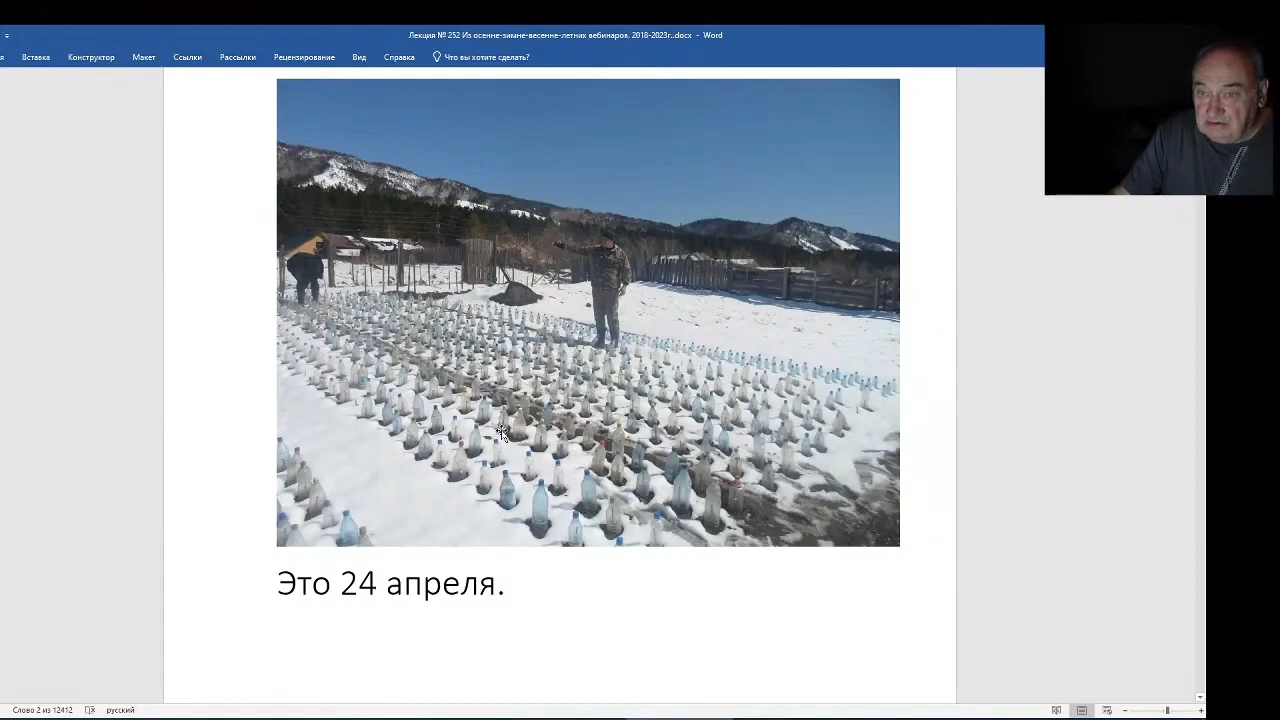 Лекция № 252 Из осенне-зимне-весенне-летних вебинаров. 2018-2023г..docx - Word
Вставка Конструктор Макет Ссылки Рассылки Рецензирование Вид Справка Что вы хотите сделать?
Это 24 апреля.
Слово 2 из 12412 русский